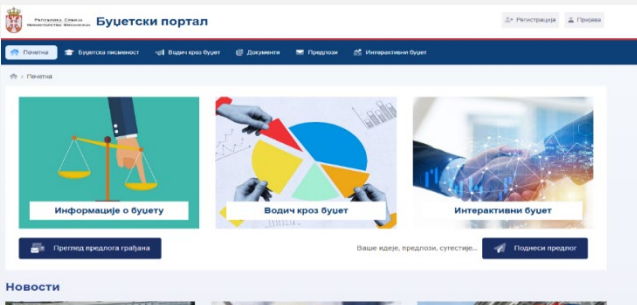 Република Србија
Министарство финансија
Буџетски портал
Регистрација
Пријава
Почетна
Буџетска писменост
Водич кроз буџет
Документи
Предлози
Интерактивни буџет
Почетна
Информације о буџету
Водич кроз буџет
Интерактивни буџет
Преглед предлога грађана
Ваше идеје, предлози, сугестије...
Поднеси предлог
Новости